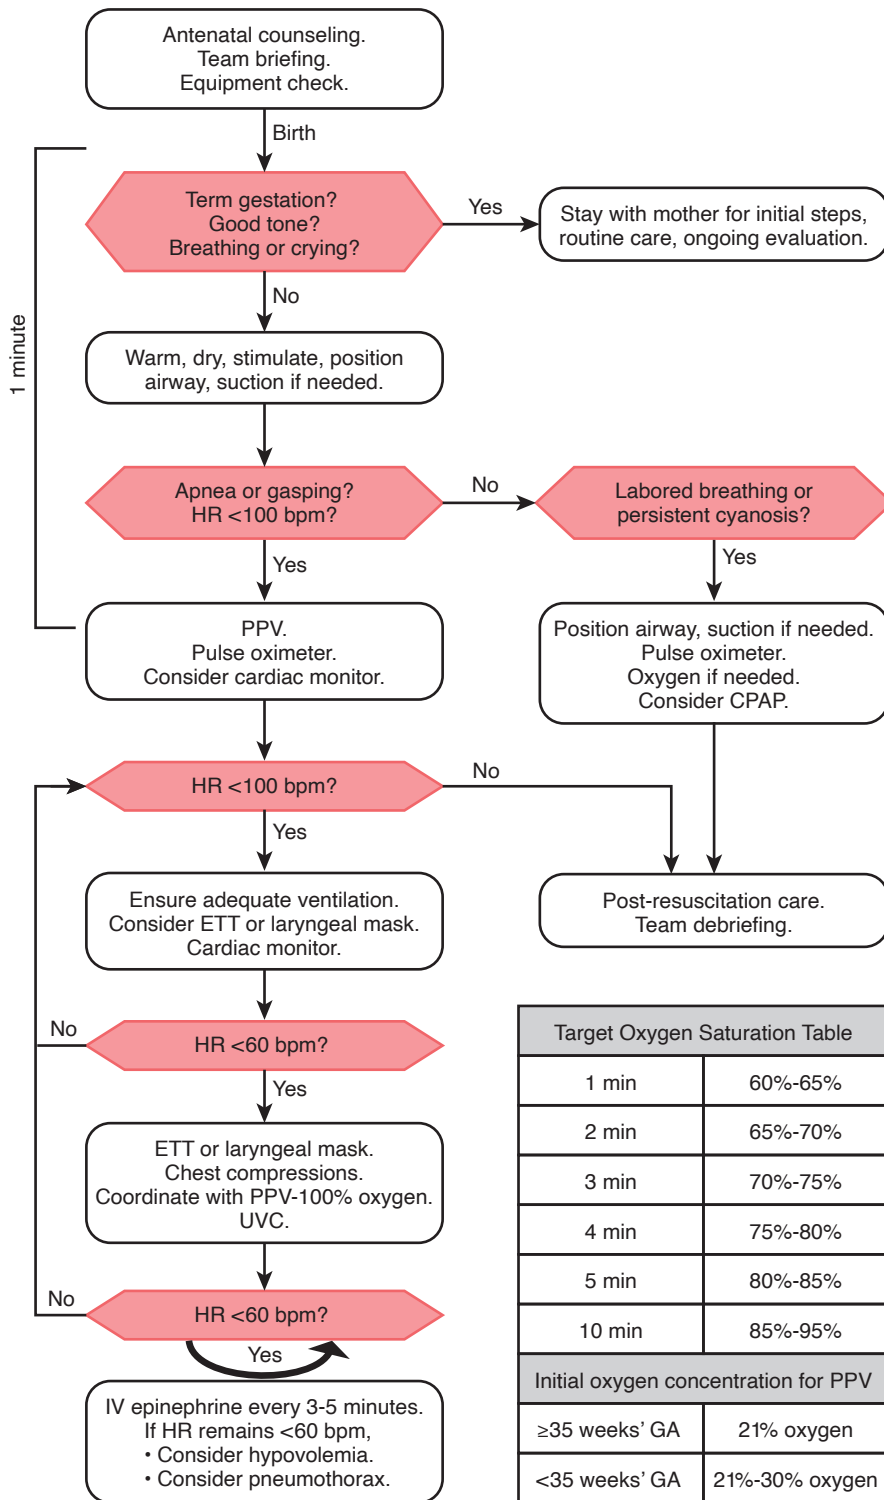 Antenatal counseling.
Team briefing.
Equipment check.
Birth
1 minute
Term gestation?
Good tone?
Breathing or crying?
Yes
Stay with mother for initial steps,
routine care, ongoing evaluation.
No
Warm, dry, stimulate, position
airway, suction if needed.
Apnea or gasping?
HR <100 bpm?
No
Labored breathing or
persistent cyanosis?
Yes
Yes
PPV.
Pulse oximeter.
Consider cardiac monitor.
Position airway, suction if needed.
Pulse oximeter.
Oxygen if needed.
Consider CPAP.
HR <100 bpm?
No
Yes
Ensure adequate ventilation.
Consider ETT or laryngeal mask.
Cardiac monitor.
Post-resuscitation care.
Team debriefing.
No
HR <60 bpm?
Yes
ETT or laryngeal mask.
Chest compressions.
Coordinate with PPV-100% oxygen.
UVC.
No
HR <60 bpm?
Yes
IV epinephrine every 3-5 minutes.
If HR remains <60 bpm,
• Consider hypovolemia.
• Consider pneumothorax.
Target Oxygen Saturation Table
1 min 60%-65%
2 min 65%-70%
3 min 70%-75%
4 min 75%-80%
5 min 80%-85%
10 min 85%-95%
Initial oxygen concentration for PPV
≥35 weeks' GA 21% oxygen
<35 weeks' GA 21%-30% oxygen